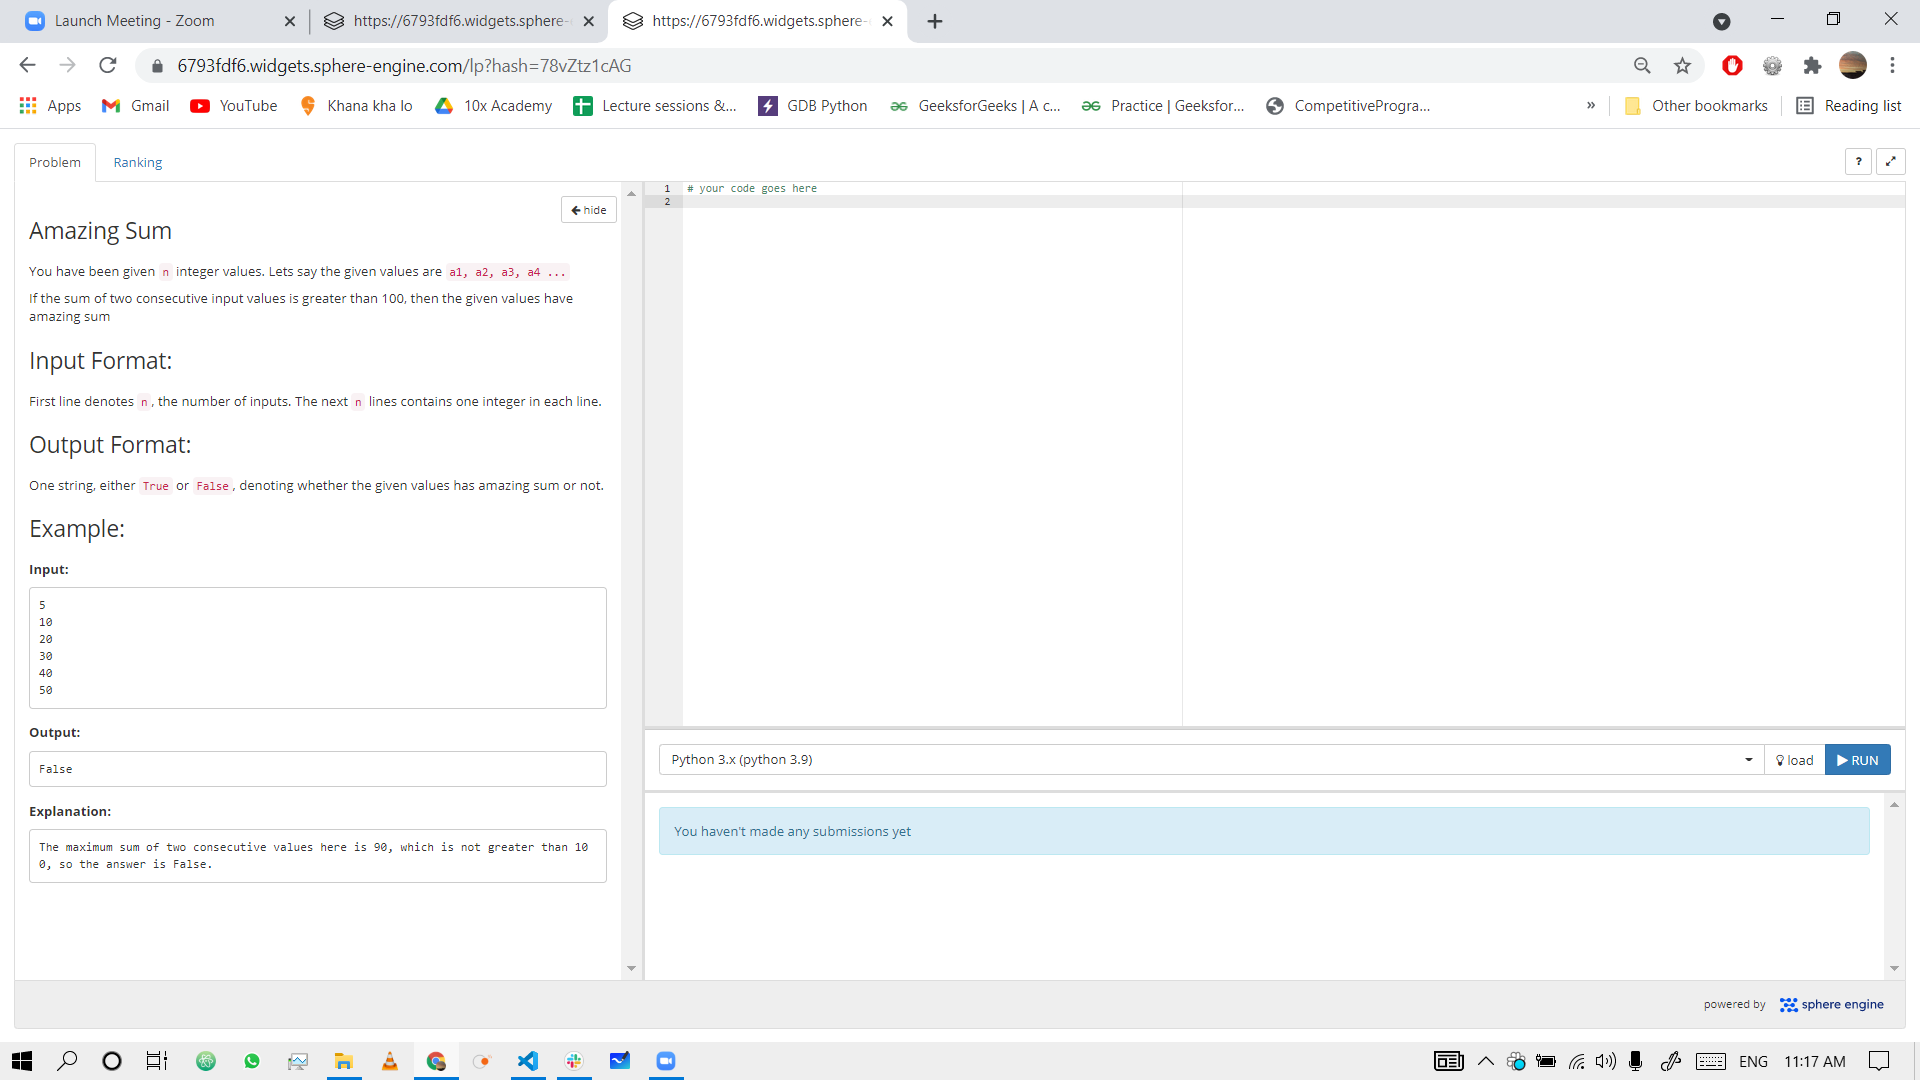 Launch Meeting - Zoom
https://6793fdf6.widgets.sphere-
https://6793fdf6.widgets.sphere-
6793fdf6.widgets.sphere-engine.com/lp?hash=78vZtz1cAG
Apps
Gmail
YouTube
Khana kha lo
10x Academy
Lecture sessions &...
GDB Python
GeeksforGeeks | A c...
Practice | Geeksfor...
CompetitiveProgra...
»
Other bookmarks
Reading list
Problem
Ranking
?
hide
Amazing Sum
You have been given n integer values. Lets say the given values are a1, a2, a3, a4 ...
If the sum of two consecutive input values is greater than 100, then the given values have
amazing sum
Input Format:
First line denotes n, the number of inputs. The next n lines contains one integer in each line.
Output Format:
One string, either True or False, denoting whether the given values has amazing sum or not.
Example:
Input:
5
10
20
30
40
50
Output:
False
Explanation:
The maximum sum of two consecutive values here is 90, which is not greater than 10
0, so the answer is False.
1 # your code goes here
2
Python 3.x (python 3.9)
load
RUN
You haven't made any submissions yet
powered by sphere engine
ENG
11:17 AM